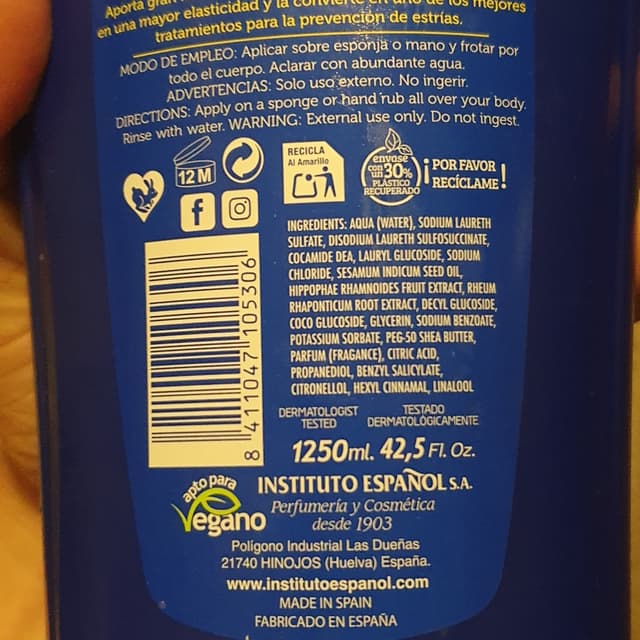 Aporta gran
en una mayor elasticidad y la convierte en uno de los mejores
tratamientos para la prevención de estrías.
MODO DE EMPLEO: Aplicar sobre esponja o mano y frotar por
todo el cuerpo. Aclarar con abundante agua.
ADVERTENCIAS: Solo uso externo. No ingerir.
DIRECTIONS: Apply on a sponge or hand rub all over your body.
Rinse with water. WARNING: External use only. Do not ingest.
12 M
RECICLA
Al Amarillo
envase
con
un 30%
PLÁSTICO
RECUPERADO
¡POR FAVOR
RECÍCLAME!
INGREDIENTS: AQUA (WATER), SODIUM LAURETH
SULFATE, DISODIUM LAURETH SULFOSUCCINATE,
COCAMIDE DEA, LAURYL GLUCOSIDE, SODIUM
CHLORIDE, SESAMUM INDICUM SEED OIL,
HIPPOPHAE RHAMNOIDES FRUIT EXTRACT, RHEUM
RHAPONTICUM ROOT EXTRACT, DECYL GLUCOSIDE,
COCO GLUCOSIDE, GLYCERIN, SODIUM BENZOATE,
POTASSIUM SORBATE, PEG-50 SHEA BUTTER,
PARFUM (FRAGANCE), CITRIC ACID,
PROPANEDIOL, BENZYL SALICYLATE,
CITRONELLOL, HEXYL CINNAMAL, LINALOOL
8 411047 105306
DERMATOLOGIST
TESTED
TESTADO
DERMATOLÓGICAMENTE
1250ml. 42,5 Fl. Oz.
apto para
Vegano
INSTITUTO ESPAÑOL S.A.
Perfumería y Cosmética
desde 1903
Polígono Industrial Las Dueñas
21740 HINOJOS (Huelva) España.
www.institutoespanol.com
MADE IN SPAIN
FABRICADO EN ESPAÑA